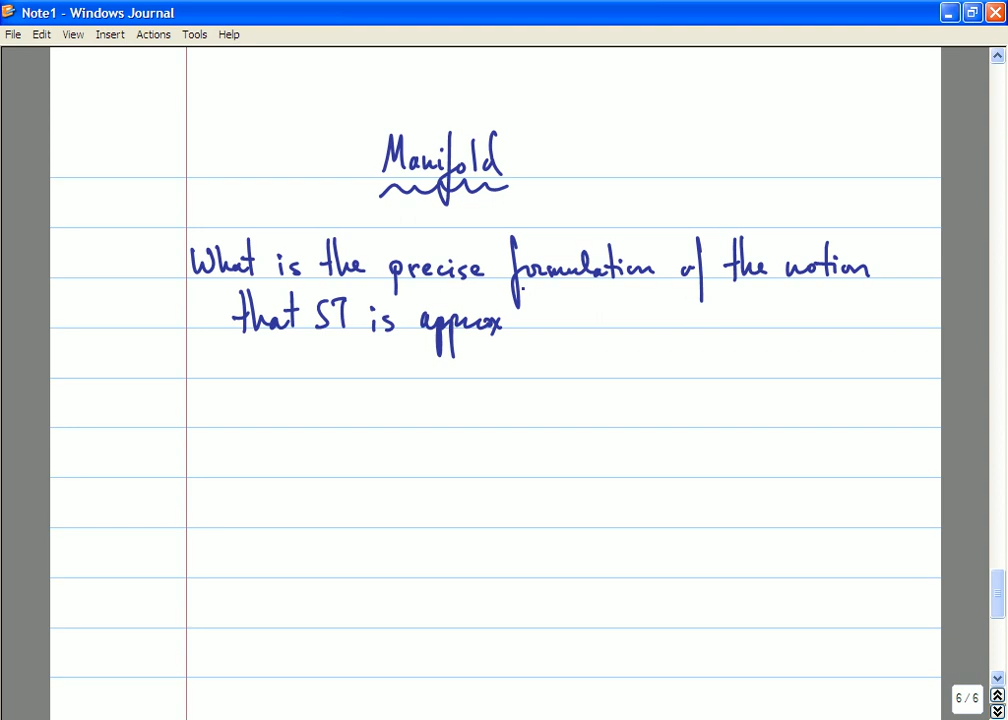 Note1 - Windows Journal
File Edit View Insert Actions Tools Help
Manifold
What is the precise formulation of the notion
that ST is approx
6/6